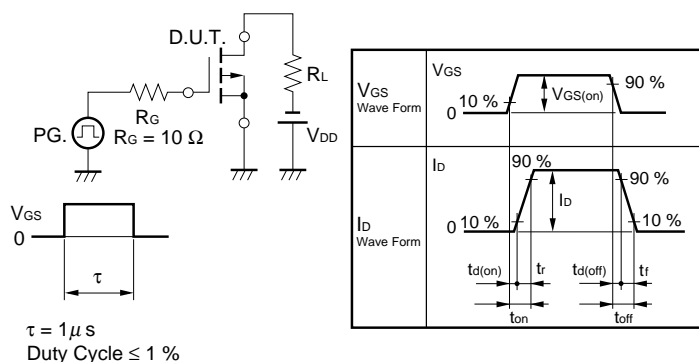 D.U.T.
RL
RG
RG = 10 Ω
PG.
VDD
VGS
0
τ
τ = 1μ s
Duty Cycle ≤ 1 %
VGS
Wave Form
VGS
10 %
0
VGS(on)
90 %
ID
Wave Form
ID
90 %
90 %
ID
0 10 %
10 %
td(on) tr td(off) tf
ton toff